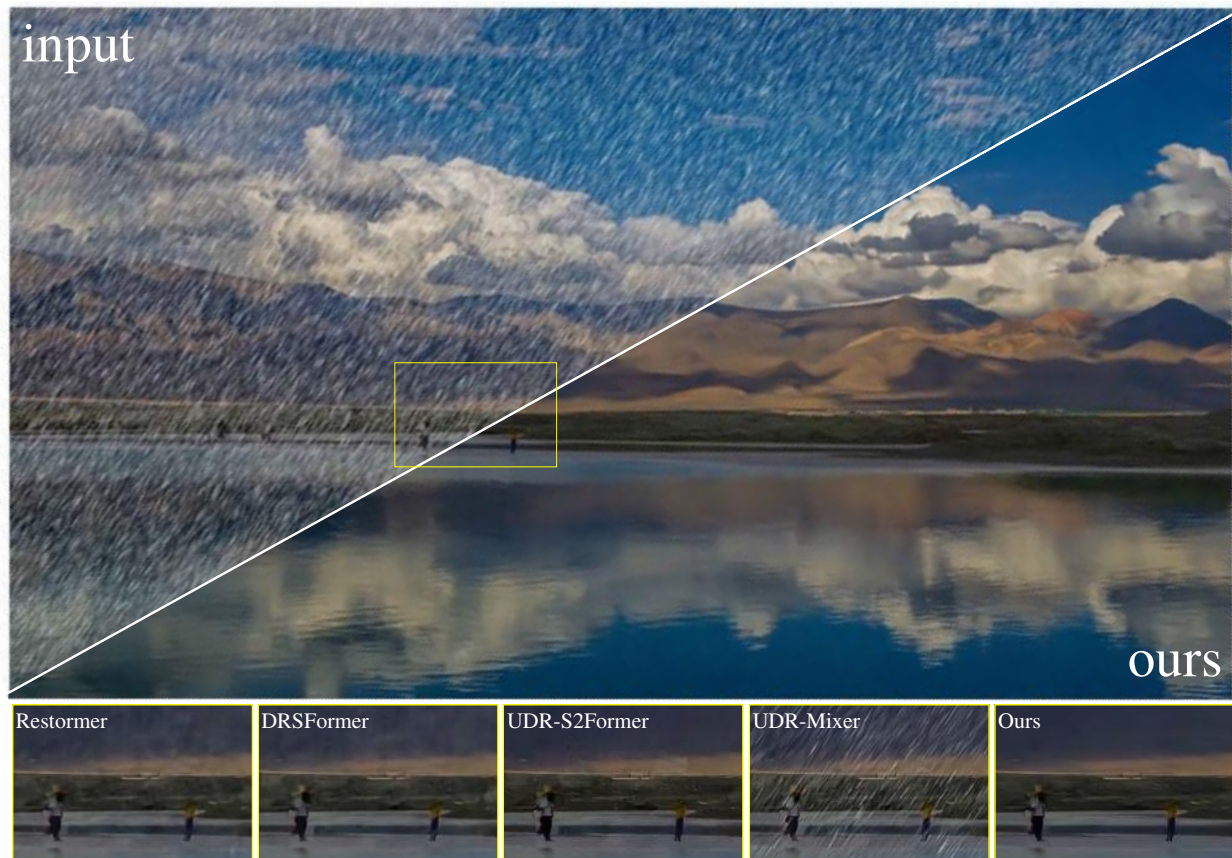 input
ours
Restormer
DRSFormer
UDR-S2Former
UDR-Mixer
Ours